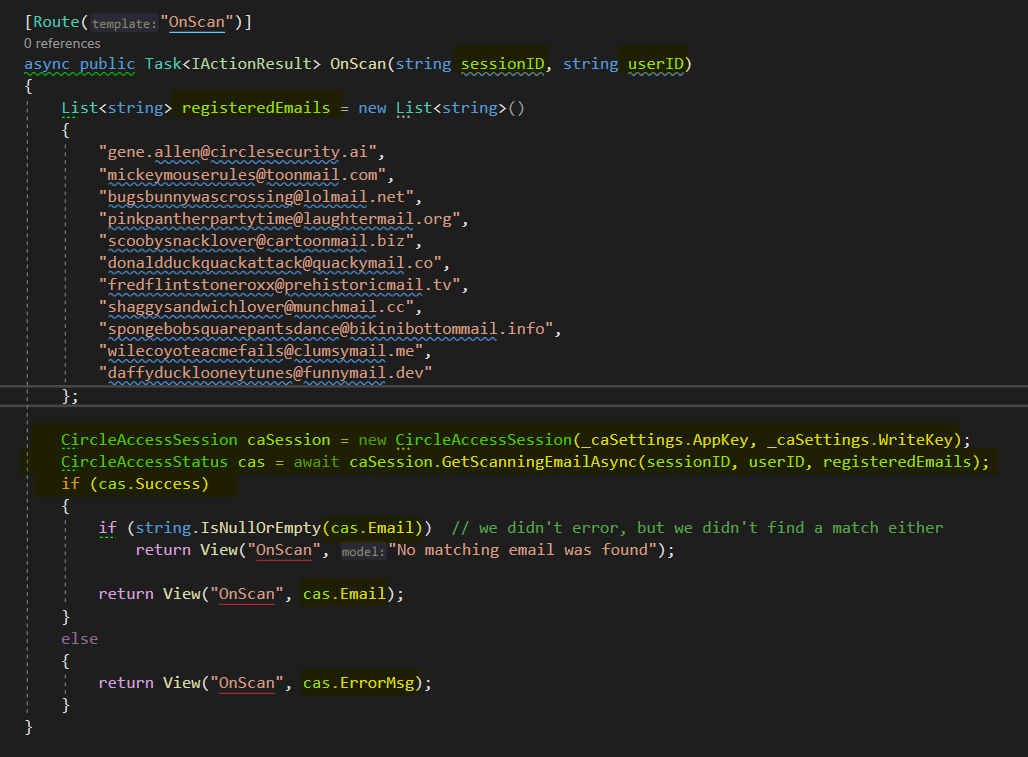 [Route(template:"OnScan")]
0 references
async public Task<IActionResult> OnScan(string sessionID, string userID)
{
    List<string> registeredEmails = new List<string>()
    {
        "gene.allen@circlesecurity.ai",
        "mickeymouserules@toonmail.com",
        "bugsbunnywascrossing@lolmail.net",
        "pinkpantherpartytime@laughtermail.org",
        "scoobysnacklover@cartoonmail.biz",
        "donaldduckquackattack@quackymail.co",
        "fredflintstoneroxx@prehistoricmail.tv",
        "shaggysandwichlover@munchmail.cc",
        "spongebobsquarepantsdance@bikinibottommail.info",
        "wilecoyoteacmefails@clumsymail.me",
        "daffyducklooneytunes@funnymail.dev"
    };
    CircleAccessSession caSession = new CircleAccessSession(_caSettings.AppKey, _caSettings.WriteKey);
    CircleAccessStatus cas = await caSession.GetScanningEmailAsync(sessionID, userID, registeredEmails);
    if (cas.Success)
    {
        if (string.IsNullOrEmpty(cas.Email))  // we didn't error, but we didn't find a match either
            return View("OnScan", model:"No matching email was found");
        return View("OnScan", cas.Email);
    }
    else
    {
        return View("OnScan", cas.ErrorMsg);
    }
}